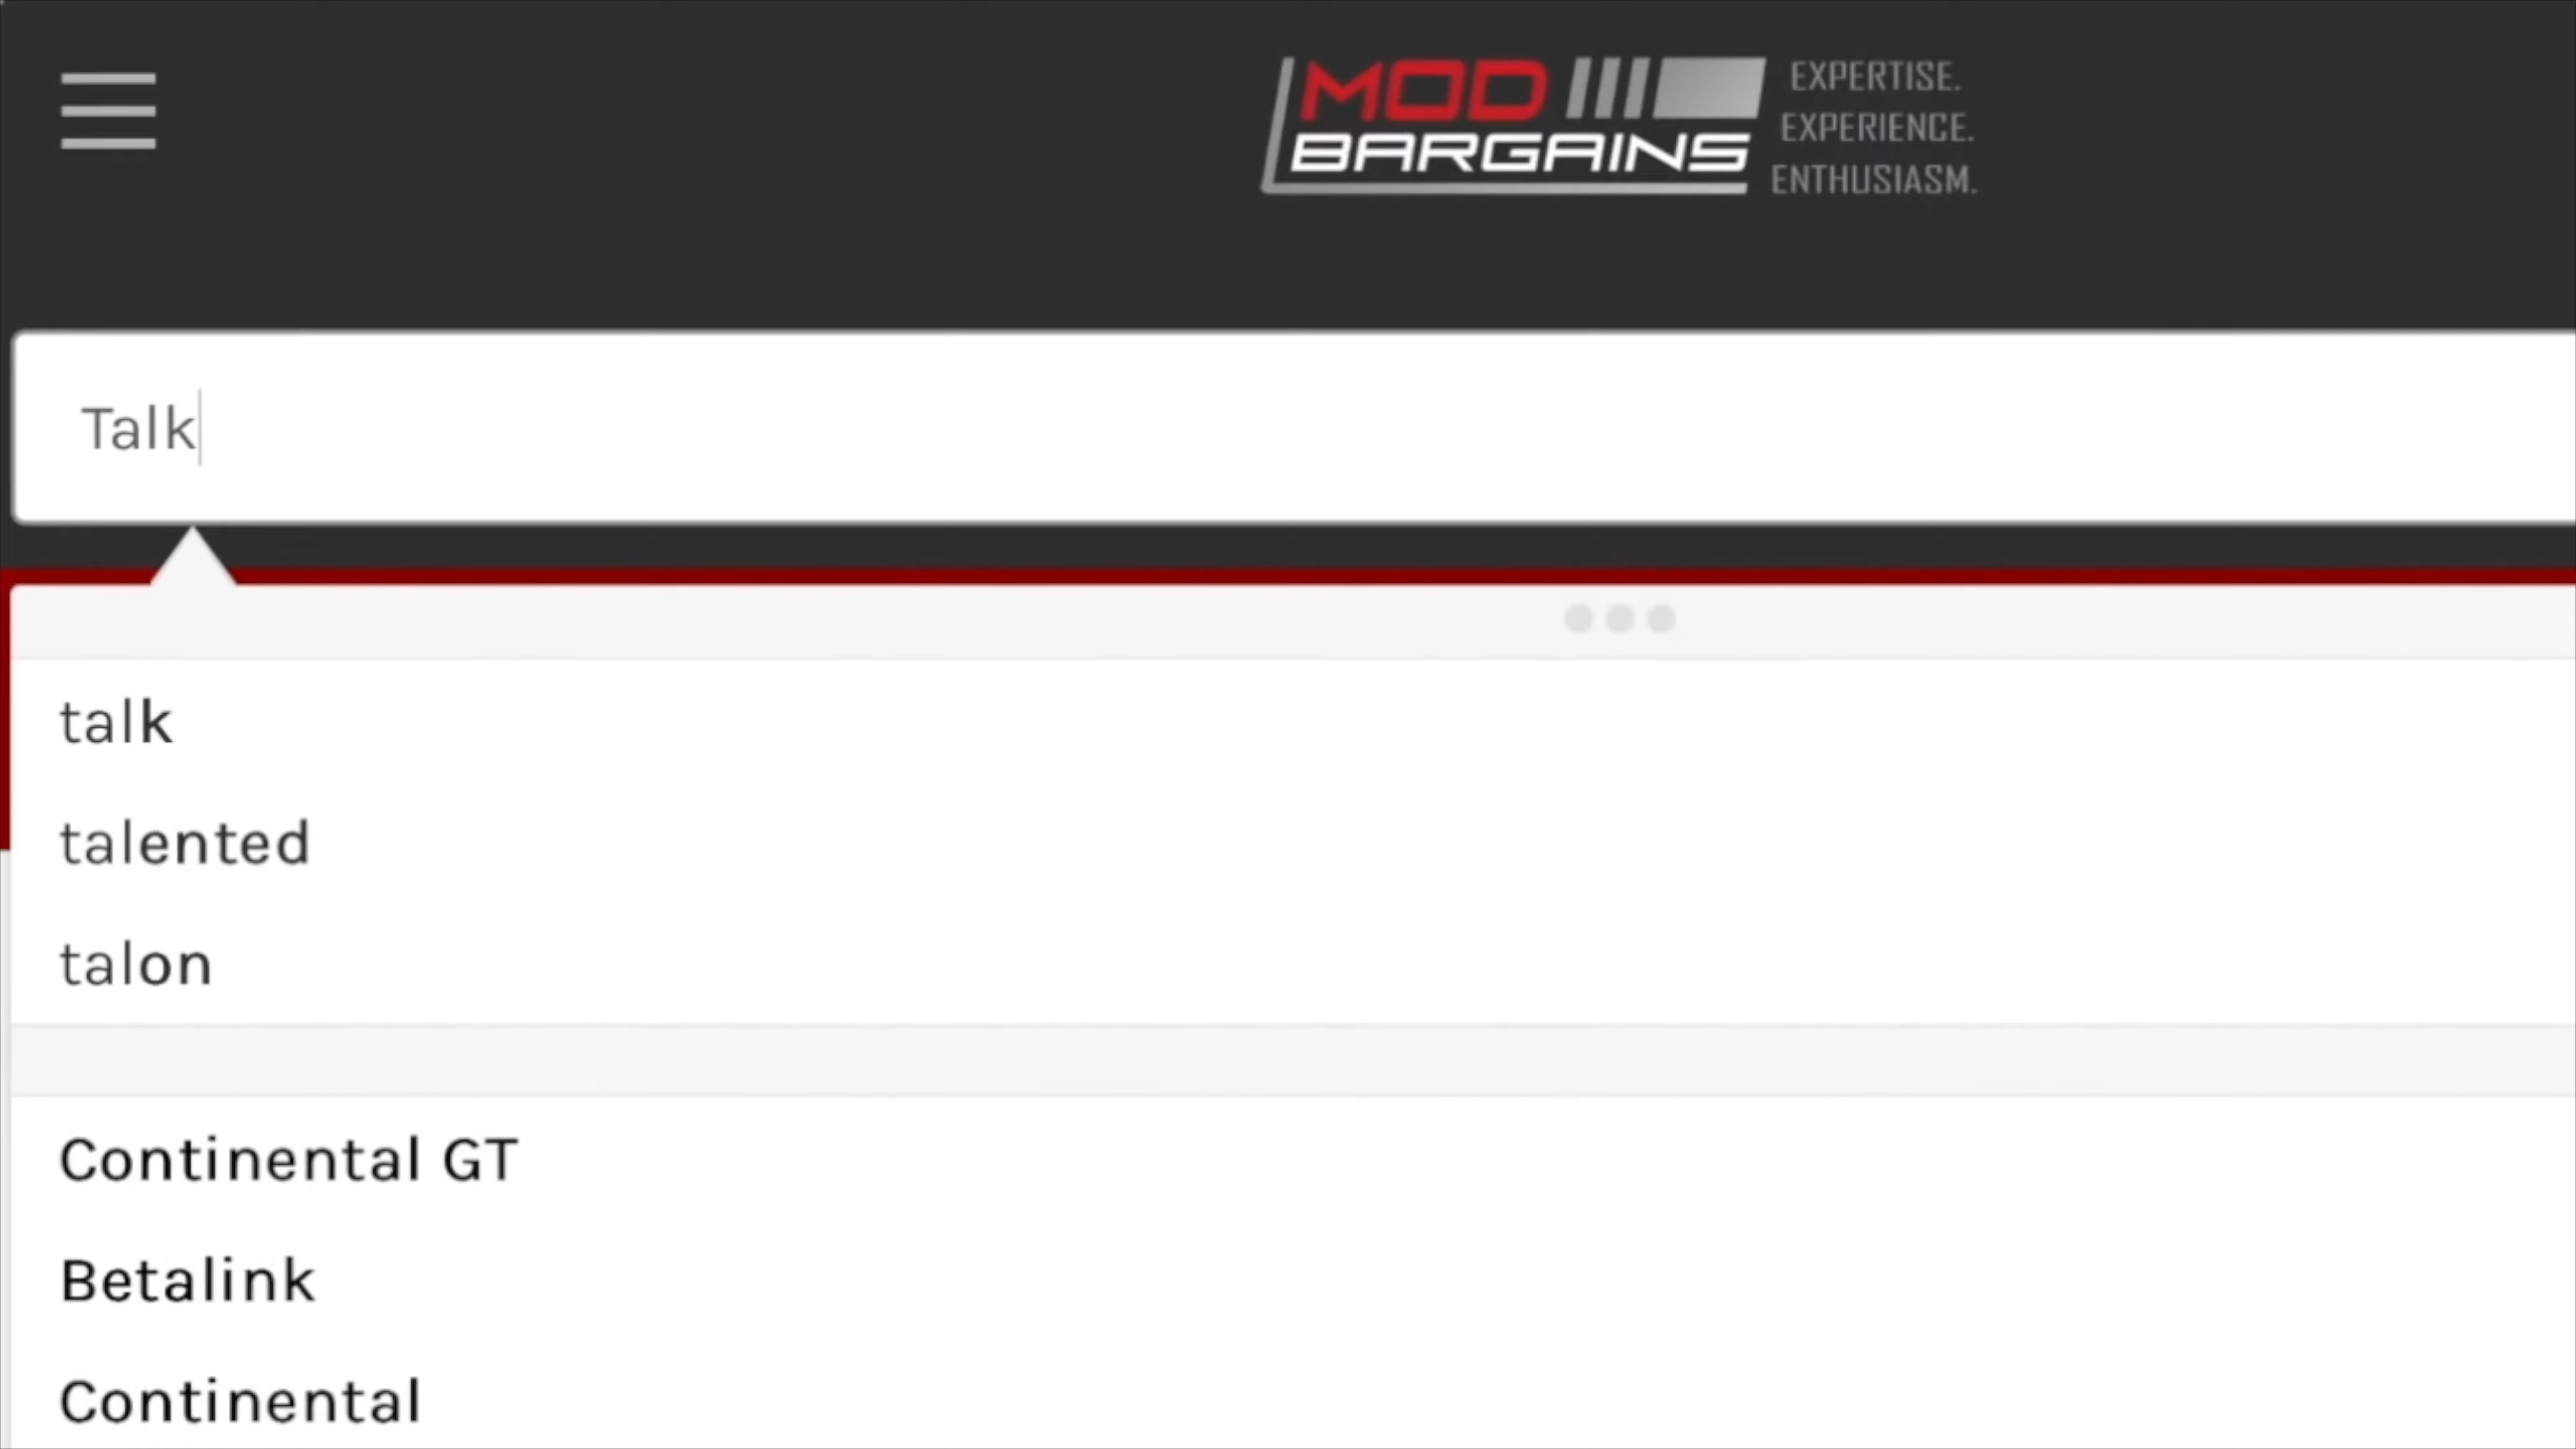 MOD
BARGAINS
EXPERTISE.
EXPERIENCE.
ENTHUSIASM.
Talk
talk
talented
talon
Continental GT
Betalink
Continental